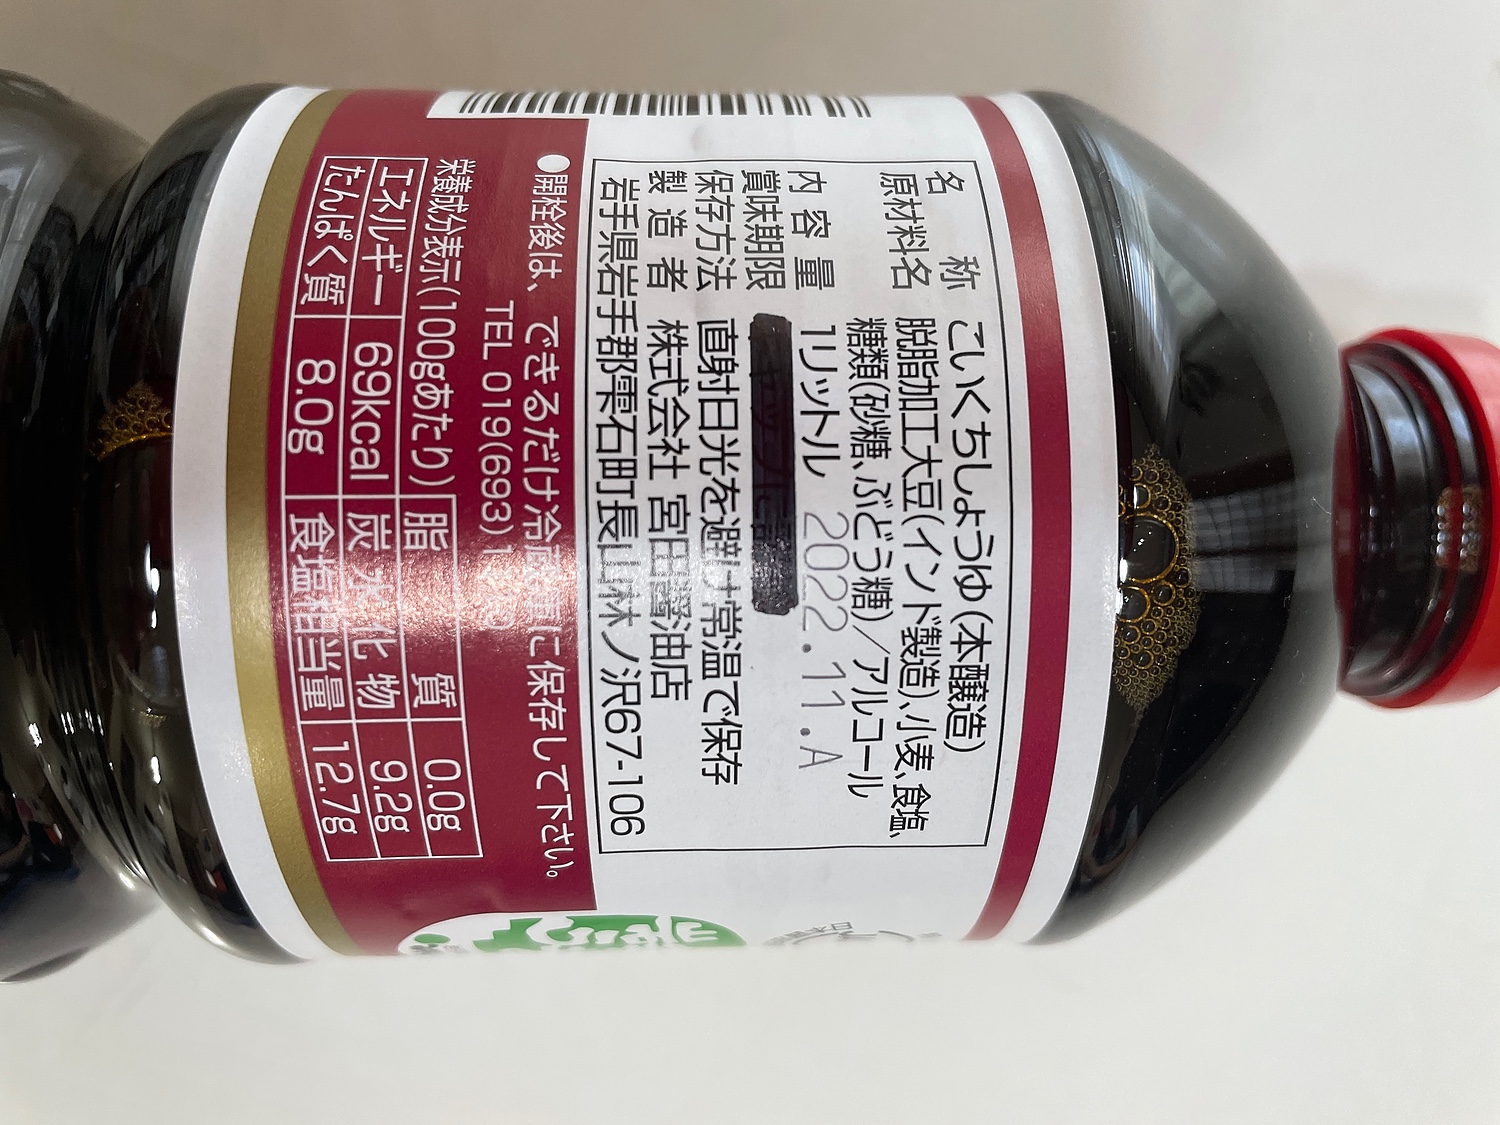 名称 こいくちしょうゆ(本醸造)
原材料名 脱脂加工大豆(インド製造)、小麦、食塩、
糖類(砂糖、ぶどう糖)／アルコール
内容量 1リットル 2022.11.A
賞味期限
保存方法 直射日光を避け常温で保存
製造者 株式会社 宮田醤油店
岩手県岩手郡雫石町長山林ノ沢67-106
●開栓後は、できるだけ冷蔵庫に保存して下さい。
TEL 019(693)
栄養成分表示(100gあたり) 脂質 0.0g
エネルギー 69kcal 炭水化物 9.2g
たんぱく質 8.0g 食塩相当量 12.7g